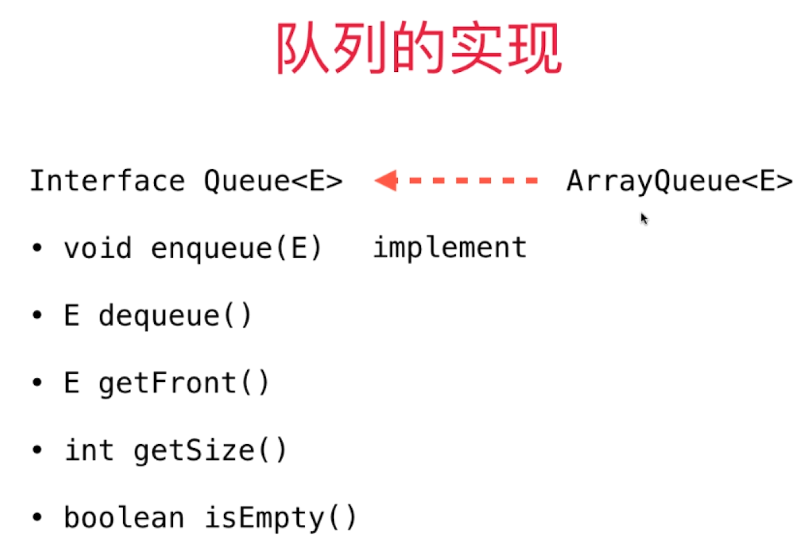 队列的实现
Interface Queue<E> ArrayQueue<E>
• void enqueue(E) implement
• E dequeue()
• E getFront()
• int getSize()
• boolean isEmpty()